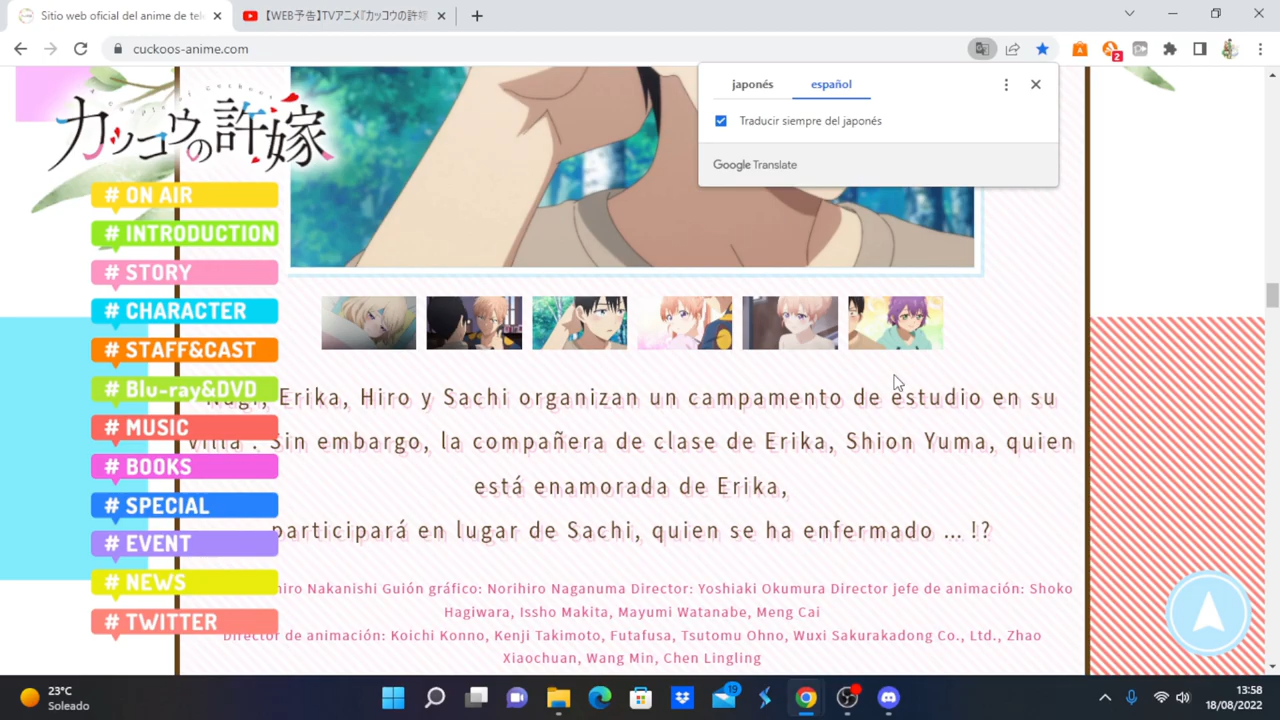 Sitio web oficial del anime de tele
【WEB予告】TVアニメ『カッコウの許嫁
cuckoos-anime.com
2
japonés
español
Traducir siempre del japonés
Google Translate
カッコウの許嫁
# ON AIR
# INTRODUCTION
# STORY
# CHARACTER
# STAFF&CAST
# Blu-ray&DVD
# MUSIC
# BOOKS
# SPECIAL
# EVENT
# NEWS
# TWITTER
Nagi, Erika, Hiro y Sachi organizan un campamento de estudio en su
villa . Sin embargo, la compañera de clase de Erika, Shion Yuma, quien
está enamorada de Erika,
participará en lugar de Sachi, quien se ha enfermado ... !?
hiro Nakanishi Guión gráfico: Norihiro Naganuma Director: Yoshiaki Okumura Director jefe de animación: Shoko
Hagiwara, Issho Makita, Mayumi Watanabe, Meng Cai
Director de animación: Koichi Konno, Kenji Takimoto, Futafusa, Tsutomu Ohno, Wuxi Sakurakadong Co., Ltd., Zhao
Xiaochuan, Wang Min, Chen Lingling
23°C
Soleado
19
13:58
18/08/2022